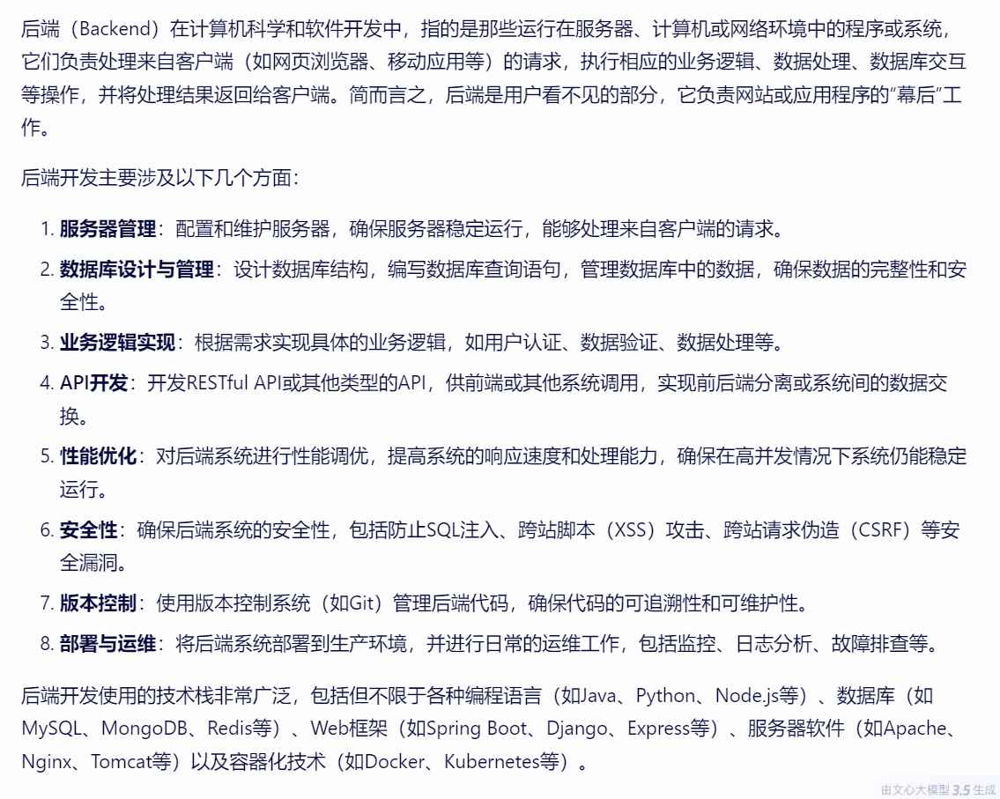 后端（Backend）在计算机科学和软件开发中，指的是那些运行在服务器、计算机或网络环境中的程序或系统，
它们负责处理来自客户端（如网页浏览器、移动应用等）的请求，执行相应的业务逻辑、数据处理、数据库交互
等操作，并将处理结果返回给客户端。简而言之，后端是用户看不见的部分，它负责网站或应用程序的“幕后”工
作。
后端开发主要涉及以下几个方面：
1. 服务器管理：配置和维护服务器，确保服务器稳定运行，能够处理来自客户端的请求。
2. 数据库设计与管理：设计数据库结构，编写数据库查询语句，管理数据库中的数据，确保数据的完整性和安
全性。
3. 业务逻辑实现：根据需求实现具体的业务逻辑，如用户认证、数据验证、数据处理等。
4. API开发：开发RESTful API或其他类型的API，供前端或其他系统调用，实现前后端分离或系统间的数据交
换。
5. 性能优化：对后端系统进行性能调优，提高系统的响应速度和处理能力，确保在高并发情况下系统仍能稳定
运行。
6. 安全性：确保后端系统的安全性，包括防止SQL注入、跨站脚本（XSS）攻击、跨站请求伪造（CSRF）等安
全漏洞。
7. 版本控制：使用版本控制系统（如Git）管理后端代码，确保代码的可追溯性和可维护性。
8. 部署与运维：将后端系统部署到生产环境，并进行日常的运维工作，包括监控、日志分析、故障排查等。
后端开发使用的技术栈非常广泛，包括但不限于各种编程语言（如Java、Python、Node.js等）、数据库（如
MySQL、MongoDB、Redis等）、Web框架（如Spring Boot、Django、Express等）、服务器软件（如Apache、
Nginx、Tomcat等）以及容器化技术（如Docker、Kubernetes等）。
由文心大模型 3.5 生成